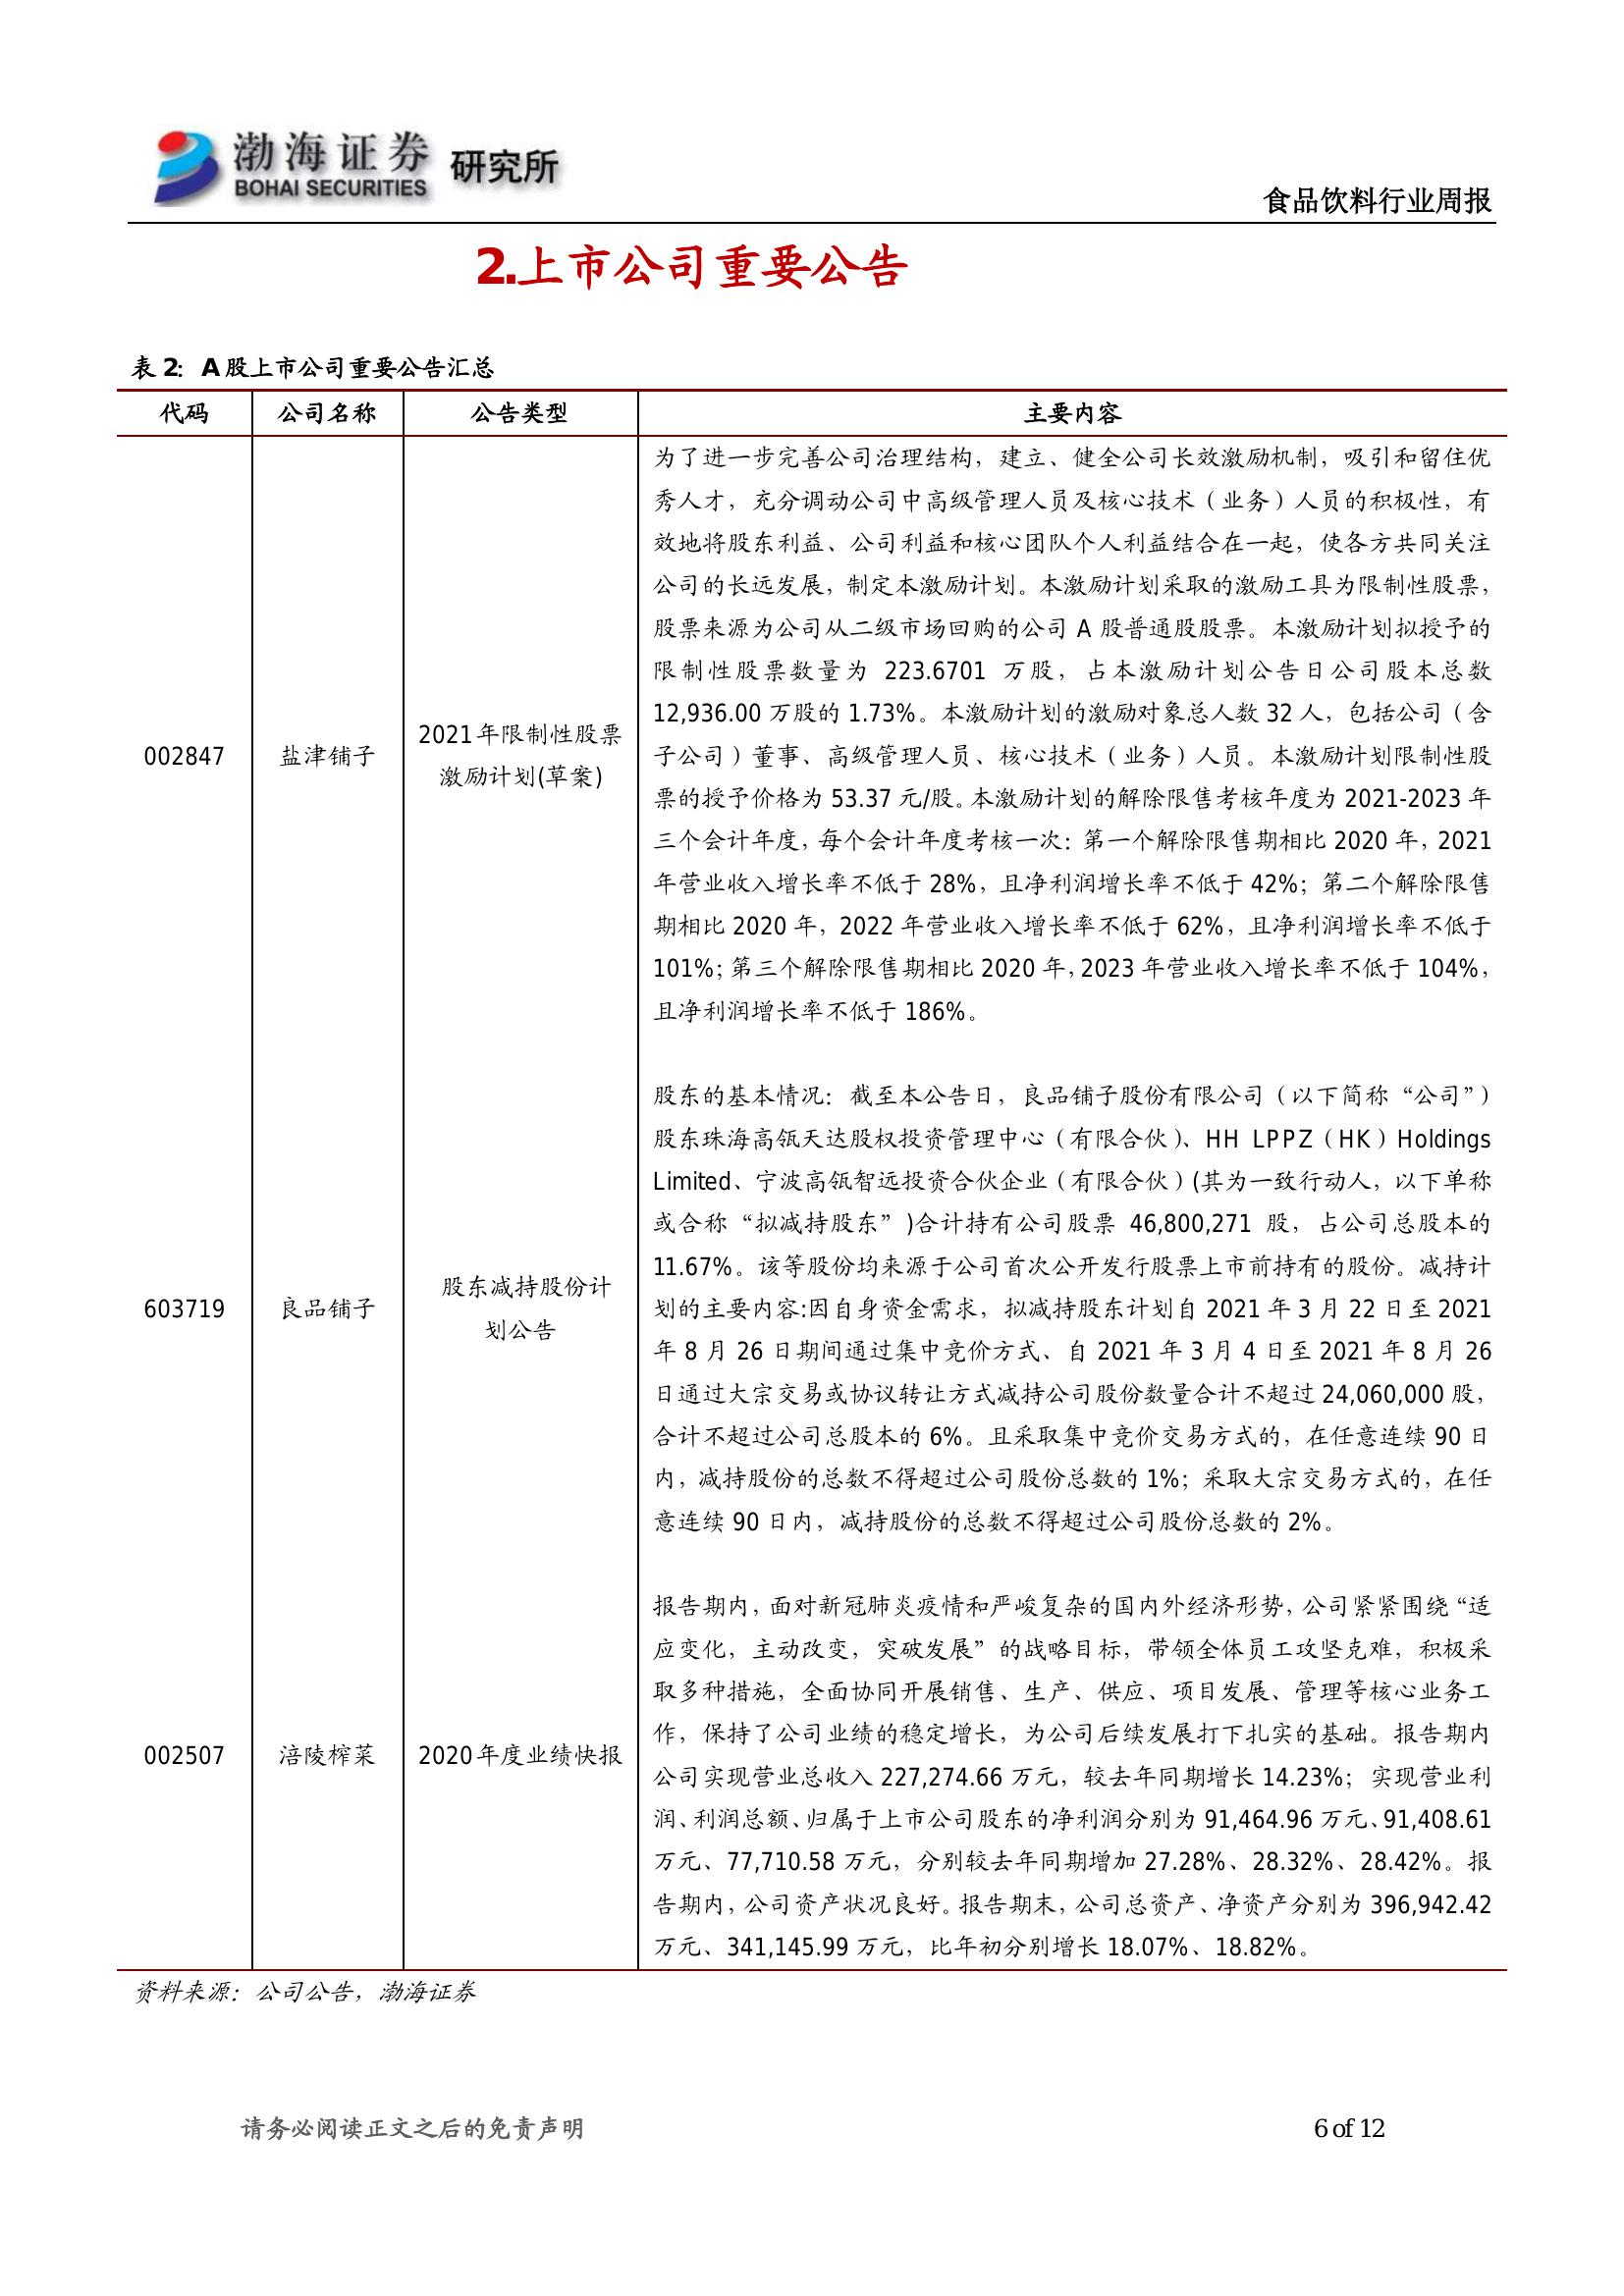 渤海证券 研究所
BOHAI SECURITIES
食品饮料行业周报
2.上市公司重要公告
表 2：A 股上市公司重要公告汇总
代码 公司名称 公告类型 主要内容
002847 盐津铺子 2021 年限制性股票
激励计划(草案)
为了进一步完善公司治理结构，建立、健全公司长效激励机制，吸引和留住优
秀人才，充分调动公司中高级管理人员及核心技术（业务）人员的积极性，有
效地将股东利益、公司利益和核心团队个人利益结合在一起，使各方共同关注
公司的长远发展，制定本激励计划。本激励计划采取的激励工具为限制性股票，
股票来源为公司从二级市场回购的公司 A 股普通股股票。本激励计划拟授予的
限制性股票数量为 223.6701 万股，占本激励计划公告日公司股本总数
12,936.00 万股的 1.73%。本激励计划的激励对象总人数 32 人，包括公司（含
子公司）董事、高级管理人员、核心技术（业务）人员。本激励计划限制性股
票的授予价格为 53.37 元/股。本激励计划的解除限售考核年度为 2021-2023 年
三个会计年度，每个会计年度考核一次：第一个解除限售期相比 2020 年，2021
年营业收入增长率不低于 28%，且净利润增长率不低于 42%；第二个解除限售
期相比 2020 年，2022 年营业收入增长率不低于 62%，且净利润增长率不低于
101%；第三个解除限售期相比 2020 年，2023 年营业收入增长率不低于 104%，
且净利润增长率不低于 186%。
603719 良品铺子 股东减持股份计
划公告
股东的基本情况：截至本公告日，良品铺子股份有限公司（以下简称“公司”）
股东珠海高瓴天达股权投资管理中心（有限合伙）、HH LPPZ（HK）Holdings
Limited、宁波高瓴智远投资合伙企业（有限合伙）(其为一致行动人，以下单称
或合称“拟减持股东”)合计持有公司股票 46,800,271 股，占公司总股本的
11.67%。该等股份均来源于公司首次公开发行股票上市前持有的股份。减持计
划的主要内容:因自身资金需求，拟减持股东计划自 2021 年 3 月 22 日至 2021
年 8 月 26 日期间通过集中竞价方式、自 2021 年 3 月 4 日至 2021 年 8 月 26
日通过大宗交易或协议转让方式减持公司股份数量合计不超过 24,060,000 股，
合计不超过公司总股本的 6%。且采取集中竞价交易方式的，在任意连续 90 日
内，减持股份的总数不得超过公司股份总数的 1%；采取大宗交易方式的，在任
意连续 90 日内，减持股份的总数不得超过公司股份总数的 2%。
002507 涪陵榨菜 2020 年度业绩快报
报告期内，面对新冠肺炎疫情和严峻复杂的国内外经济形势，公司紧紧围绕“适
应变化，主动改变，突破发展”的战略目标，带领全体员工攻坚克难，积极采
取多种措施，全面协同开展销售、生产、供应、项目发展、管理等核心业务工
作，保持了公司业绩的稳定增长，为公司后续发展打下扎实的基础。报告期内
公司实现营业总收入 227,274.66 万元，较去年同期增长 14.23%；实现营业利
润、利润总额、归属于上市公司股东的净利润分别为 91,464.96 万元、91,408.61
万元、77,710.58 万元，分别较去年同期增加 27.28%、28.32%、28.42%。报
告期内，公司资产状况良好。报告期末，公司总资产、净资产分别为 396,942.42
万元、341,145.99 万元，比年初分别增长 18.07%、18.82%。
资料来源：公司公告，渤海证券
请务必阅读正文之后的免责声明 6 of 12